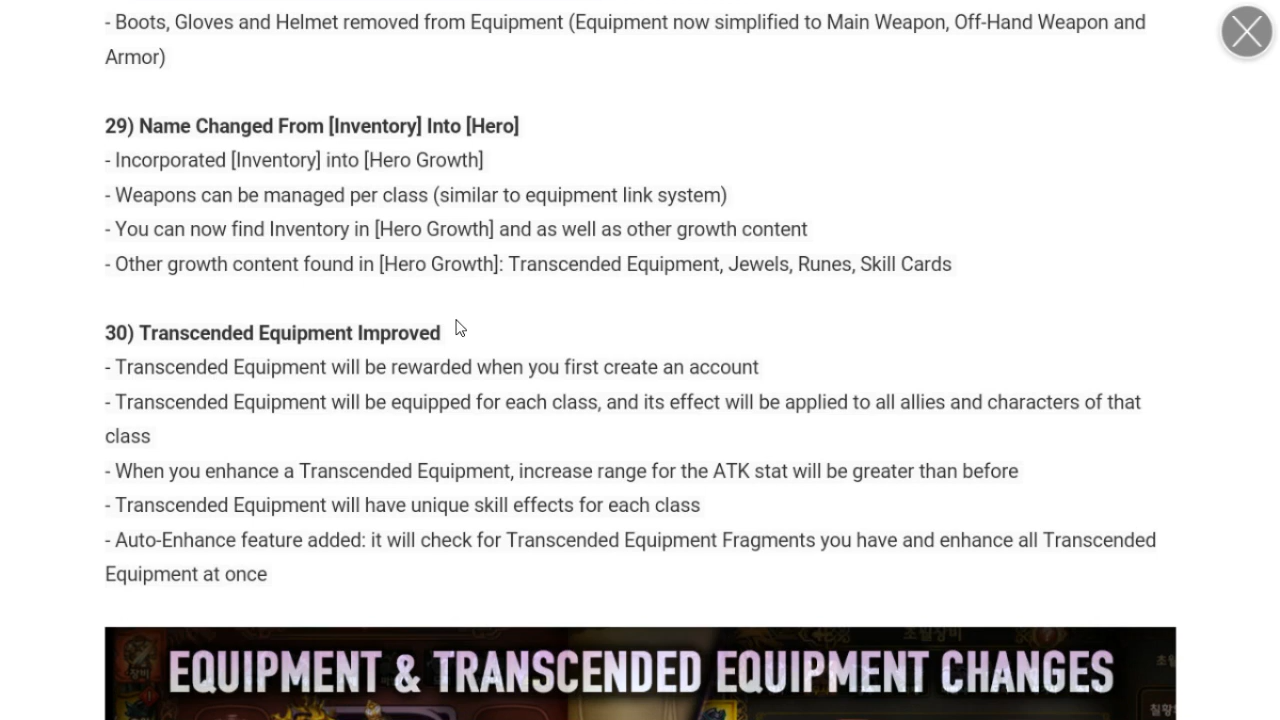 - Boots, Gloves and Helmet removed from Equipment (Equipment now simplified to Main Weapon, Off-Hand Weapon and
Armor)
29) Name Changed From [Inventory] Into [Hero]
- Incorporated [Inventory] into [Hero Growth]
- Weapons can be managed per class (similar to equipment link system)
- You can now find Inventory in [Hero Growth] and as well as other growth content
- Other growth content found in [Hero Growth]: Transcended Equipment, Jewels, Runes, Skill Cards
30) Transcended Equipment Improved
- Transcended Equipment will be rewarded when you first create an account
- Transcended Equipment will be equipped for each class, and its effect will be applied to all allies and characters of that
class
- When you enhance a Transcended Equipment, increase range for the ATK stat will be greater than before
- Transcended Equipment will have unique skill effects for each class
- Auto-Enhance feature added: it will check for Transcended Equipment Fragments you have and enhance all Transcended
Equipment at once
초월장비
EQUIPMENT & TRANSCENDED EQUIPMENT CHANGES
장비